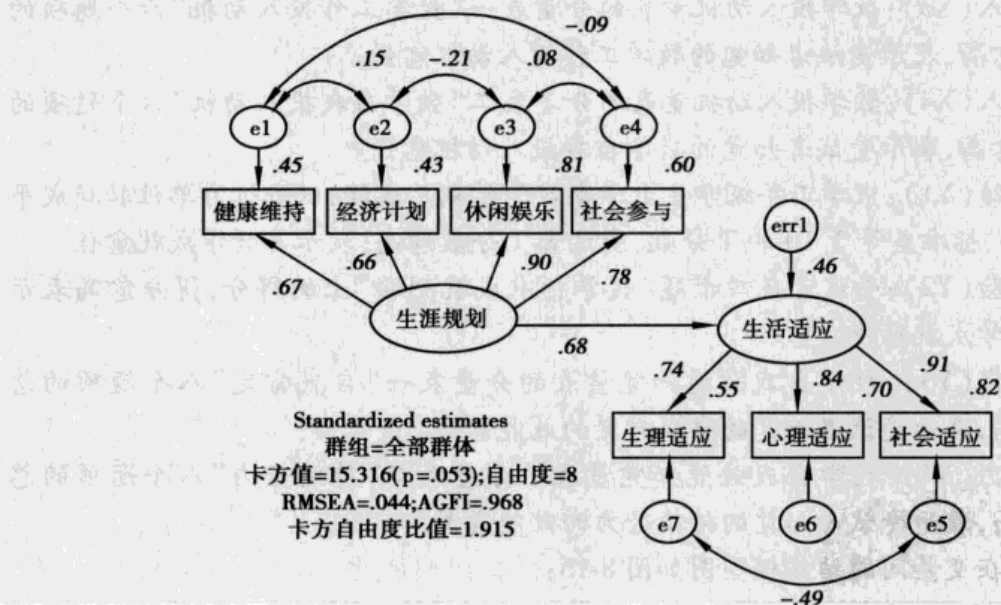 -.09
.15 -.21 .08
e1 e2 e3 e4
.45 .43 .81 .60
健康维持 经济计划 休闲娱乐 社会参与
err1
.67 .66 .90 .78
.46
生涯规划 生活适应
.68
.74 .55 .84 .70 .91 .82
生理适应 心理适应 社会适应
Standardized estimates
群组=全部群体
卡方值=15.316(p=.053);自由度=8
RMSEA=.044;AGFI=.968
卡方自由度比值=1.915
e7 e6 e5
-.49